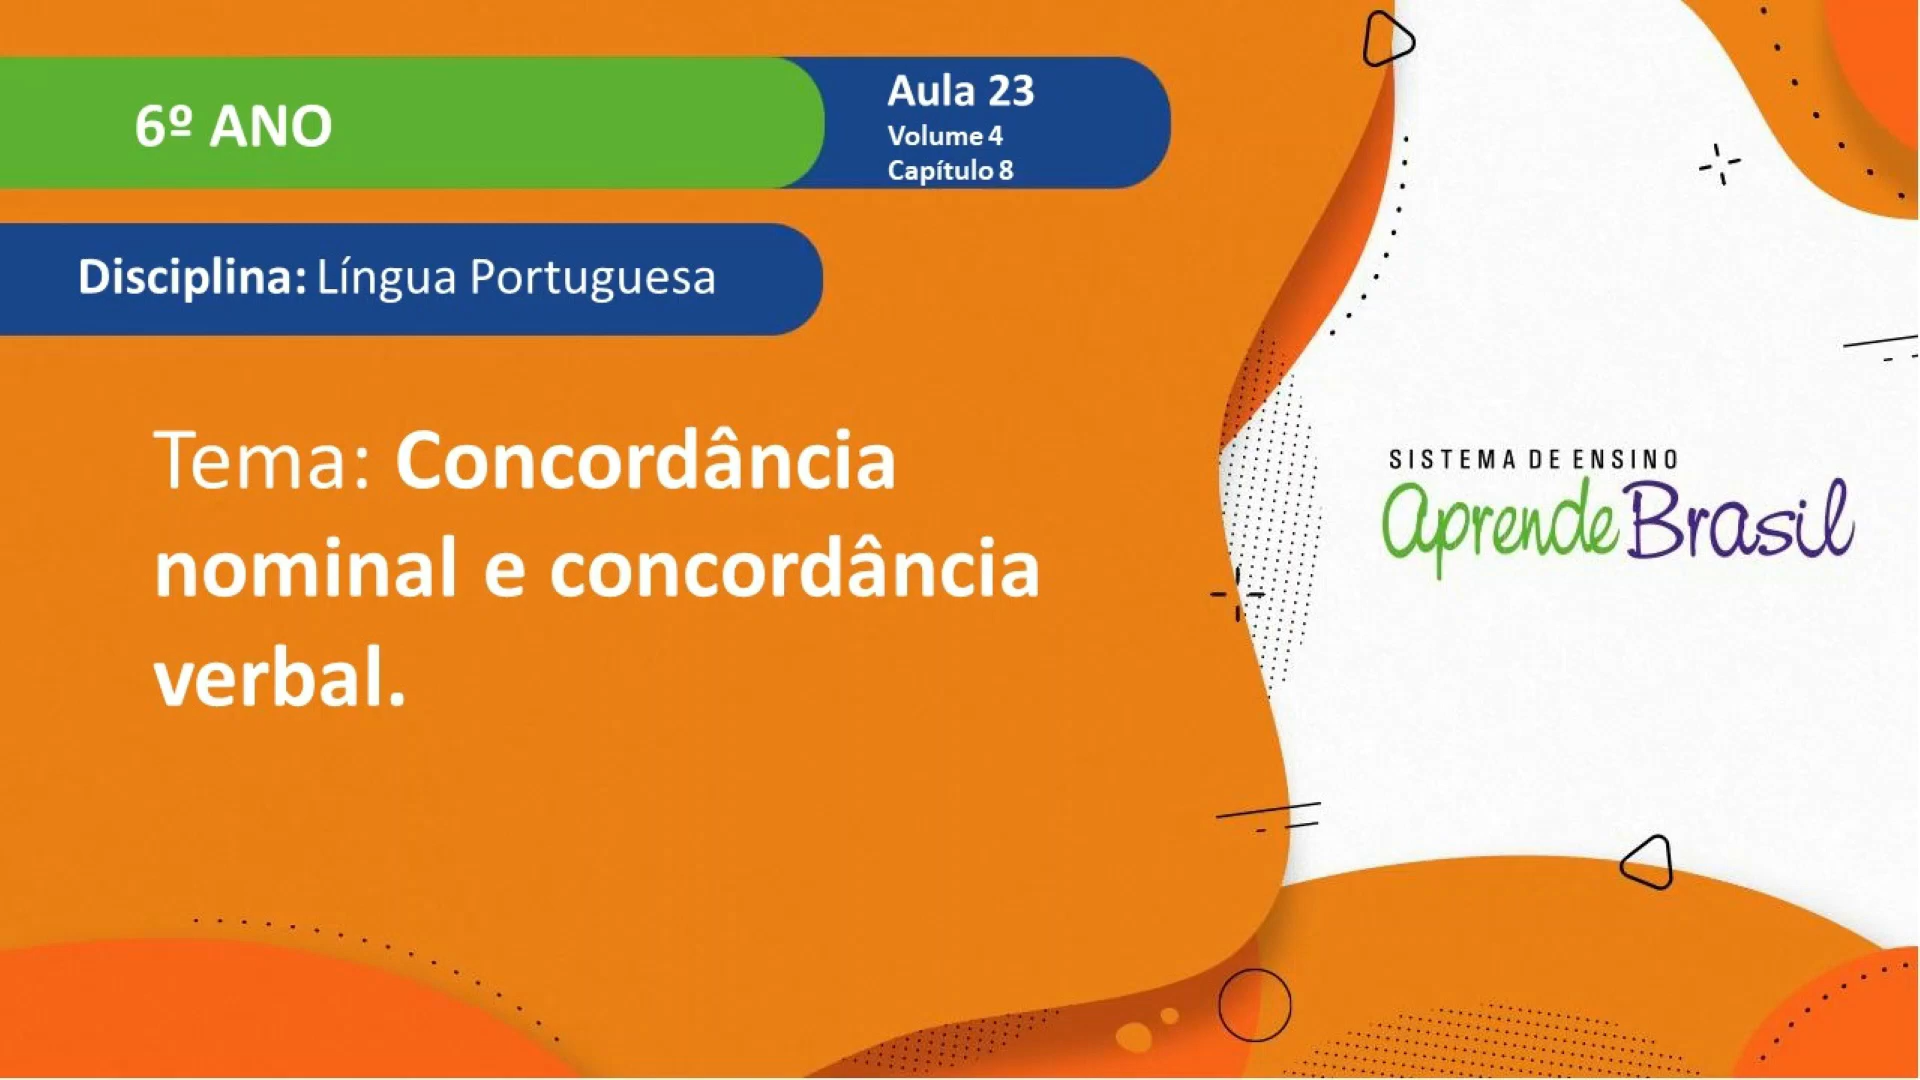 6º ANO
Aula 23
Volume 4
Capítulo 8
Disciplina: Língua Portuguesa
Tema: Concordância
nominal e concordância
verbal.
SISTEMA DE ENSINO
aprende Brasil